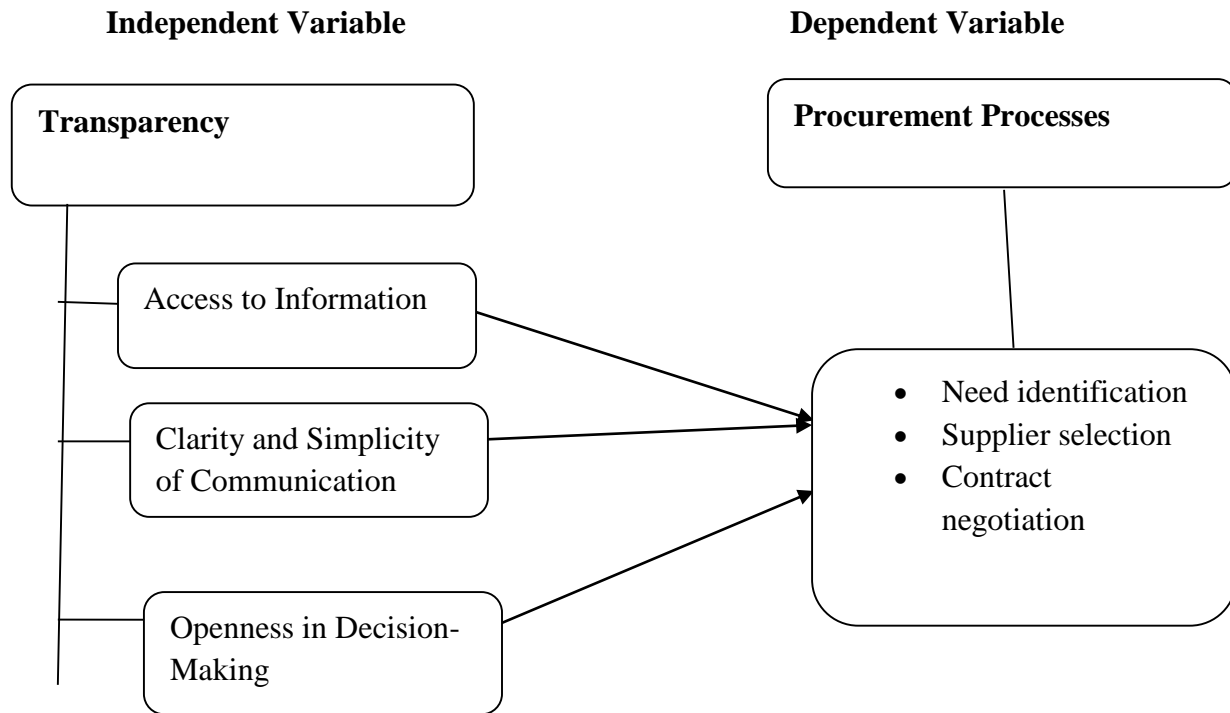 Independent Variable
Dependent Variable
Transparency
Procurement Processes
Access to Information
Clarity and Simplicity
of Communication
Openness in Decision-
Making
• Need identification
• Supplier selection
• Contract
negotiation